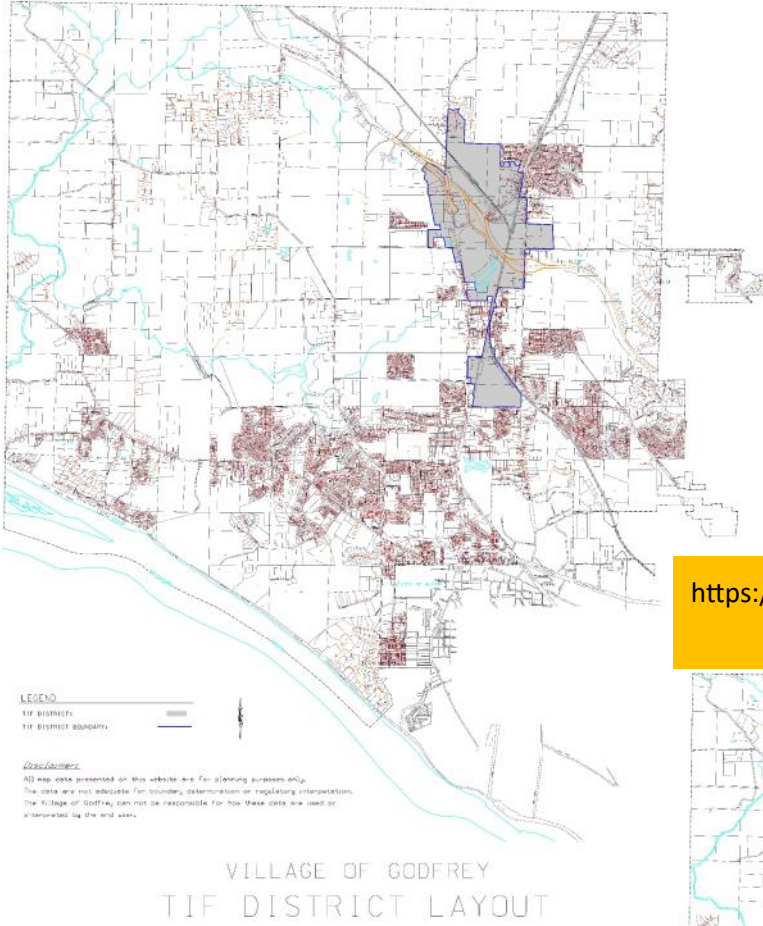 https:/
LEGEND
TIF DISTRICT:
TIF DISTRICT BOUNDARY:
Disclaimer:
All map data presented on this website are for planning purposes only.
The data are not adequate for boundary determination or regulatory interpretation.
The Village of Godfrey can not be responsible for how these data are used or
interpreted by the end user.
VILLAGE OF GODFREY
TIF DISTRICT LAYOUT